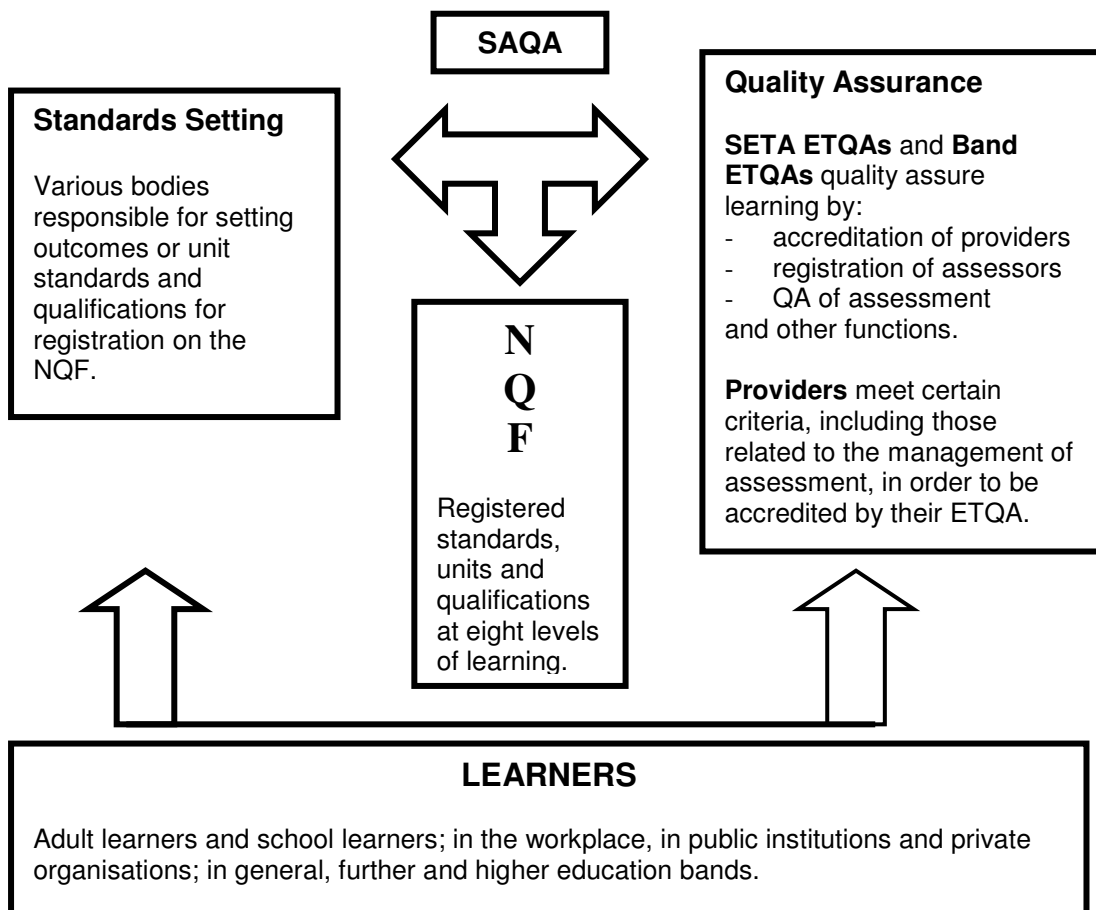 SAQA
Standards Setting
Various bodies
responsible for setting
outcomes or unit
standards and
qualifications for
registration on the
NQF.
N
Q
F
Registered
standards,
units and
qualifications
at eight levels
of learning.
Quality Assurance
SETA ETQAs and Band
ETQAs quality assure
learning by:
- accreditation of providers
- registration of assessors
- QA of assessment
and other functions.
Providers meet certain
criteria, including those
related to the management of
assessment, in order to be
accredited by their ETQA.
LEARNERS
Adult learners and school learners; in the workplace, in public institutions and private
organisations; in general, further and higher education bands.